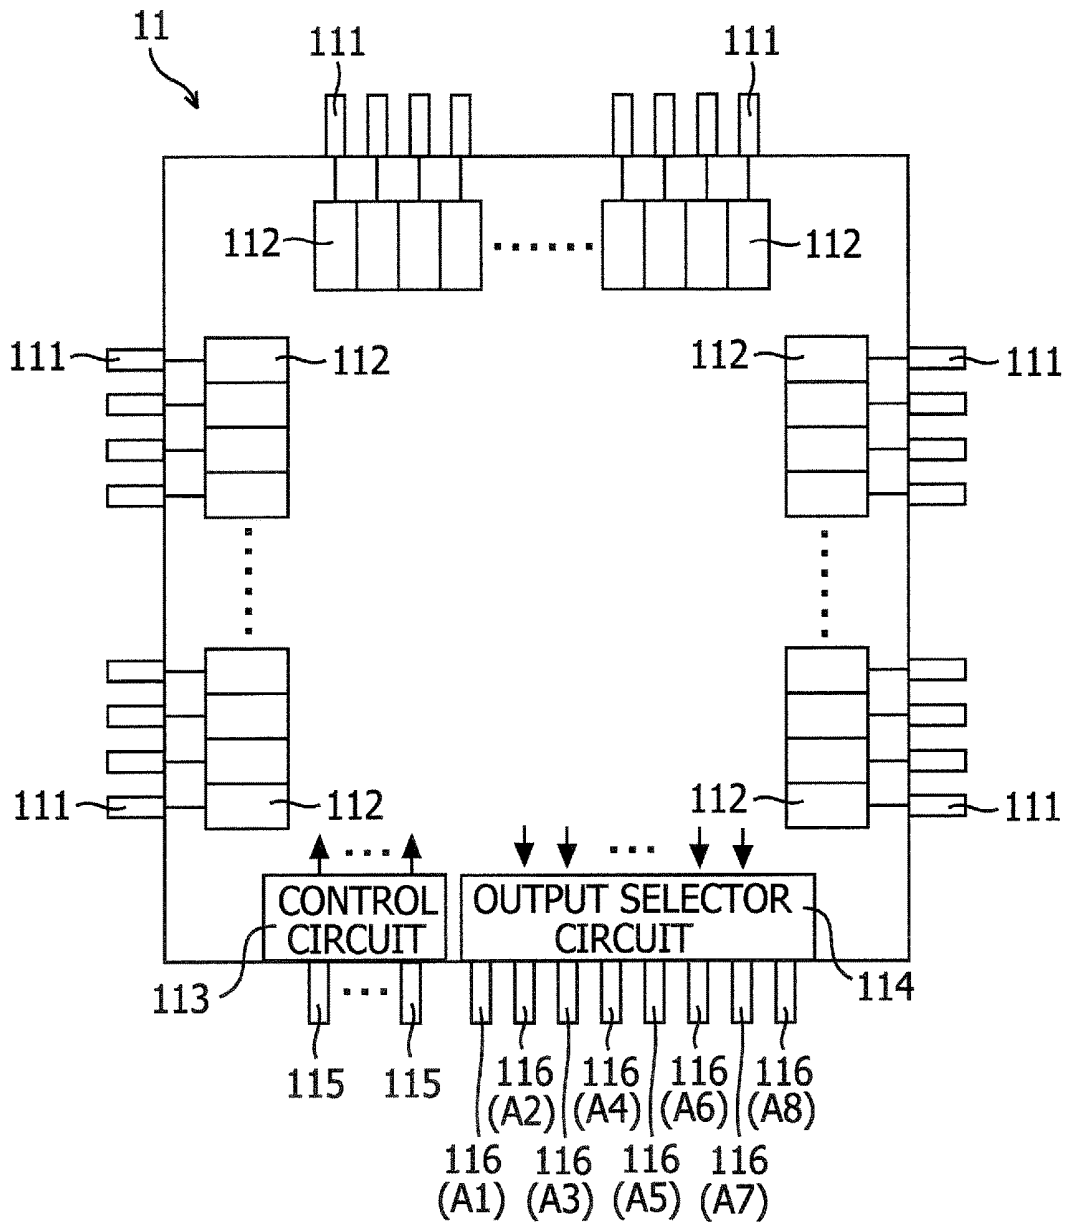 11
111
111
112
112
111
112
112
111
111
112
112
111
CONTROL
CIRCUIT
OUTPUT SELECTOR
CIRCUIT
113
114
115
115
116
(A2)
116
(A4)
116
(A6)
116
(A8)
116
(A1)
116
(A3)
116
(A5)
116
(A7)